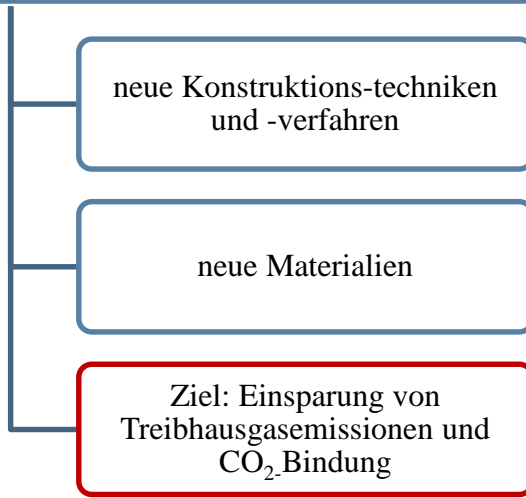 neue Konstruktions-techniken
und -verfahren
neue Materialien
Ziel: Einsparung von
Treibhausgasemissionen und
CO₂-Bindung